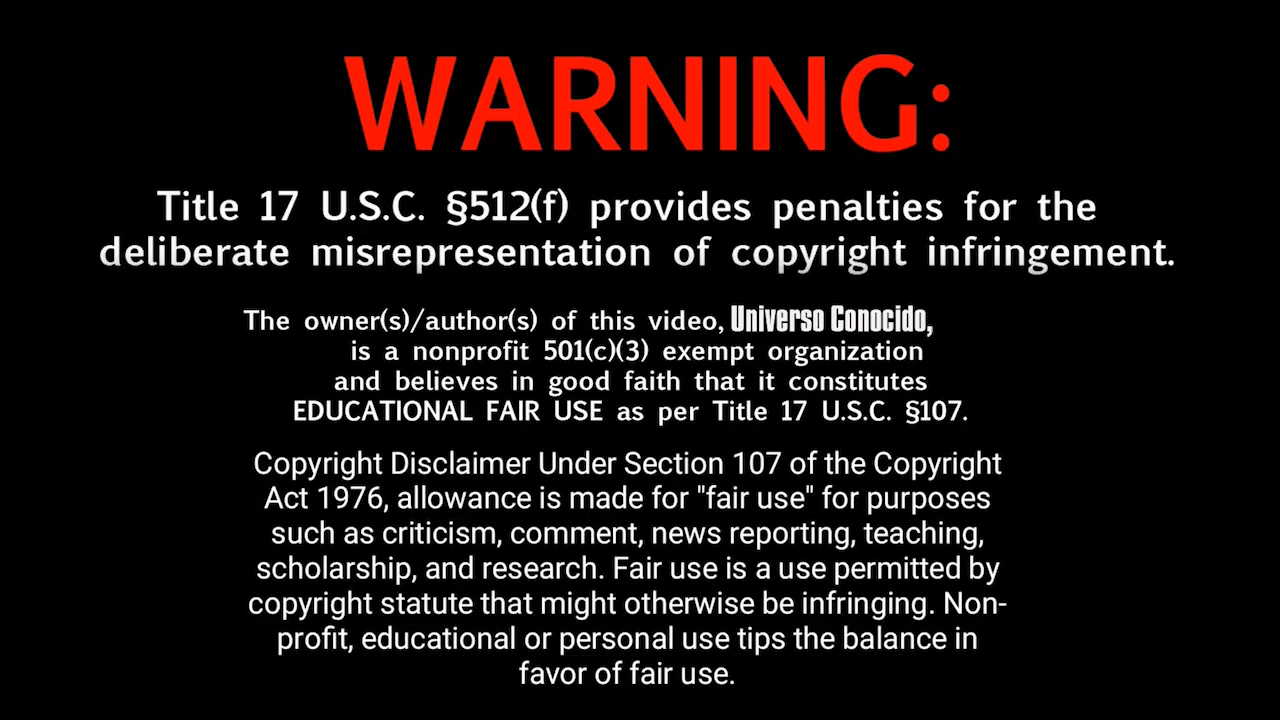 WARNING:
Title 17 U.S.C. §512(f) provides penalties for the
deliberate misrepresentation of copyright infringement.
The owner(s)/author(s) of this video, Universo Conocido,
is a nonprofit 501(c)(3) exempt organization
and believes in good faith that it constitutes
EDUCATIONAL FAIR USE as per Title 17 U.S.C. §107.
Copyright Disclaimer Under Section 107 of the Copyright
Act 1976, allowance is made for "fair use" for purposes
such as criticism, comment, news reporting, teaching,
scholarship, and research. Fair use is a use permitted by
copyright statute that might otherwise be infringing. Non-
profit, educational or personal use tips the balance in
favor of fair use.